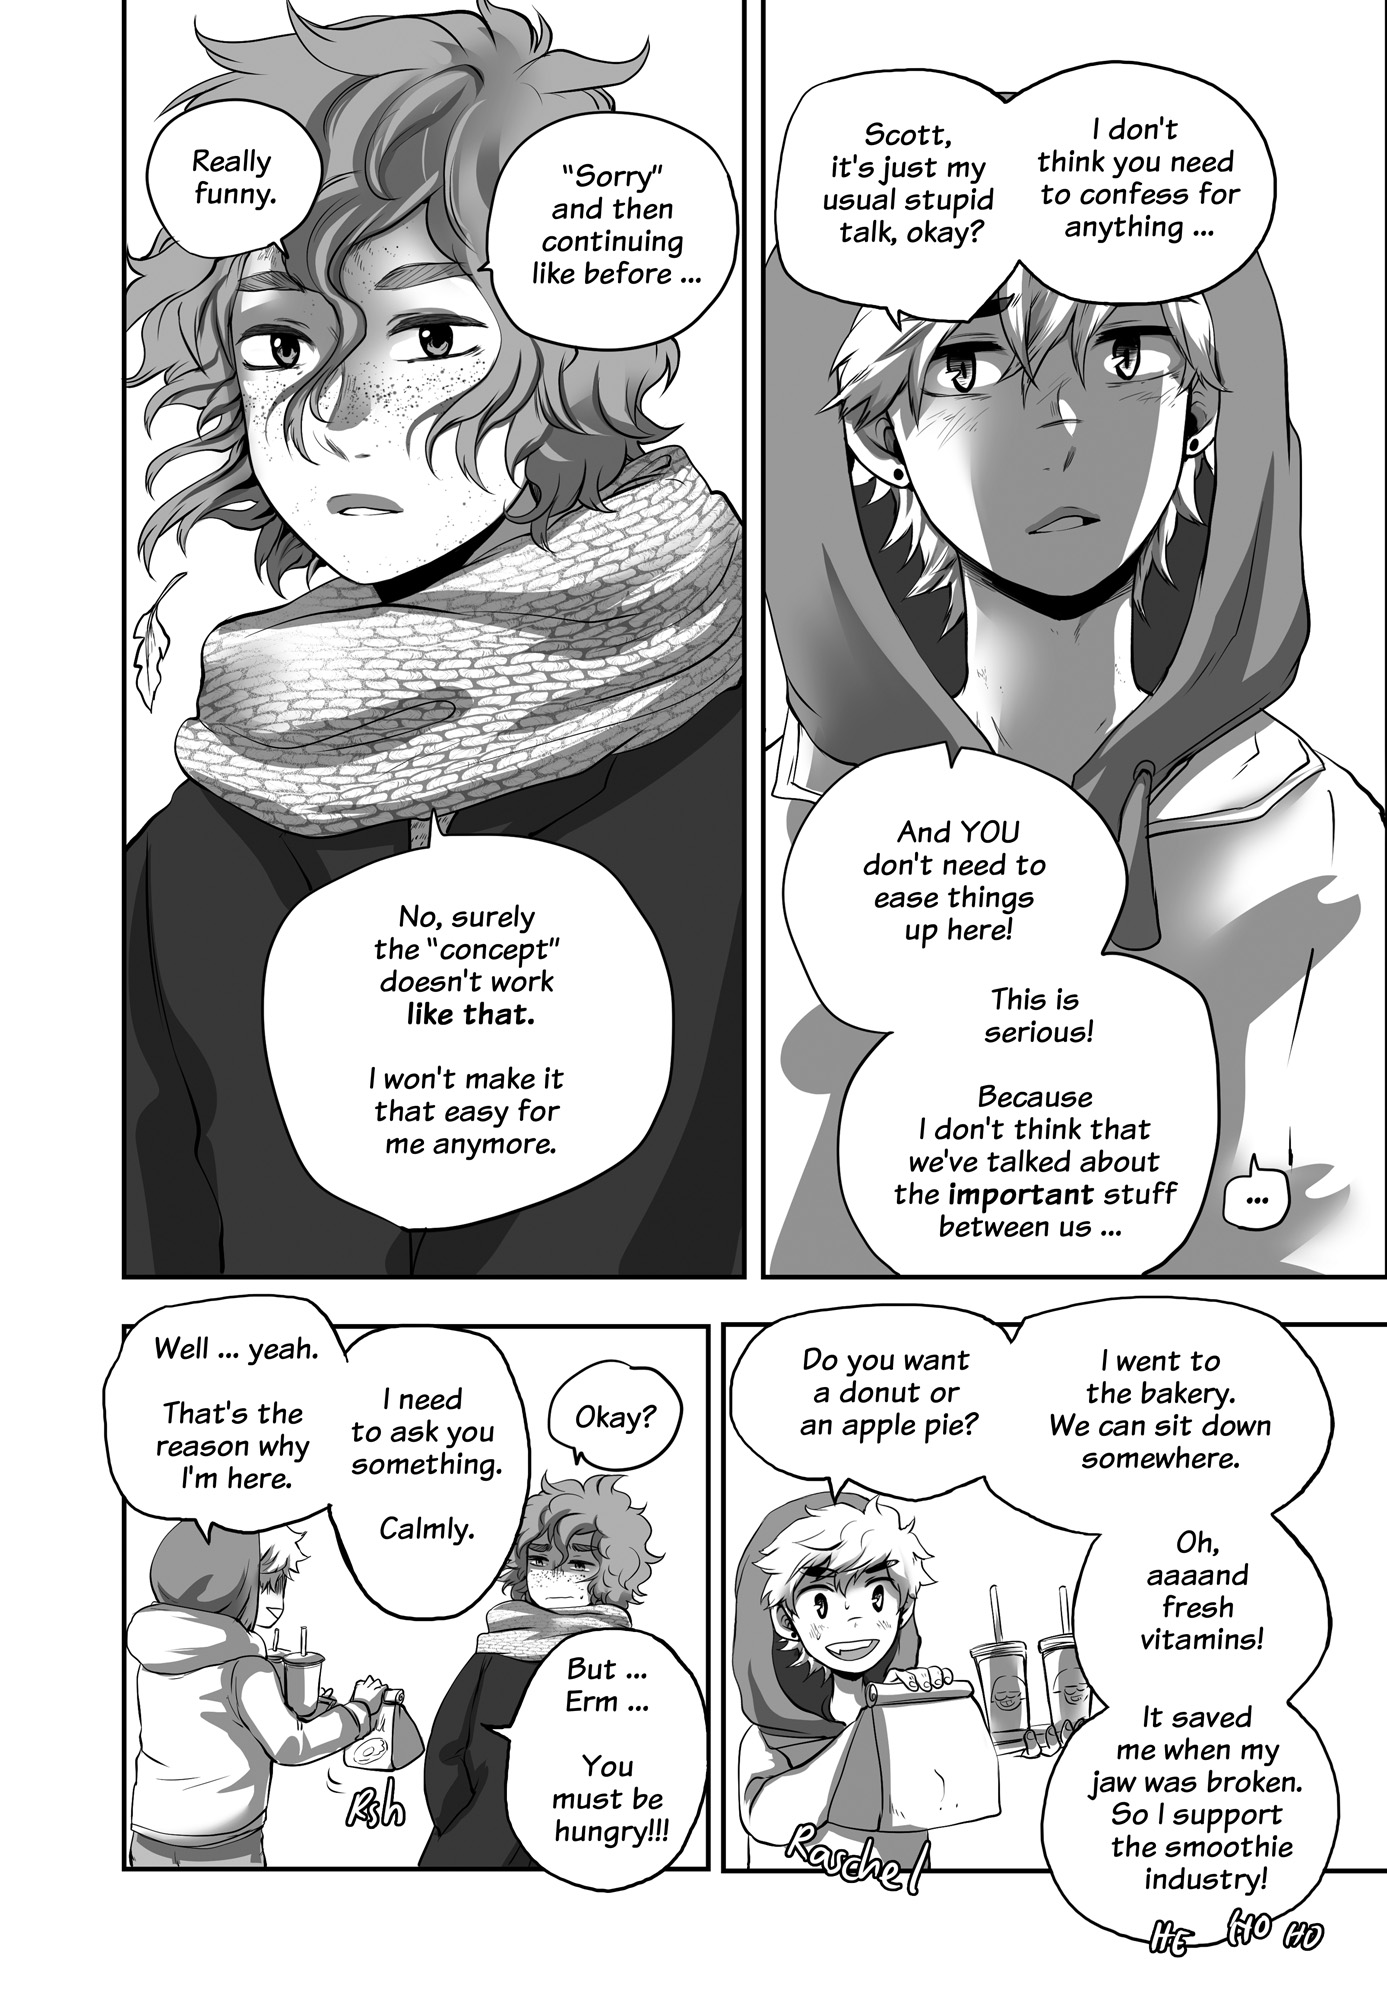 Really
funny.
“Sorry”
and then
continuing
like before ...
No, surely
the “concept”
doesn't work
like that.
I won't make it
that easy for
me anymore.
Scott,
it's just my
usual stupid
talk, okay?
I don't
think you need
to confess for
anything ...
And YOU
don't need to
ease things
up here!
This is
serious!
Because
I don't think that
we've talked about
the important stuff
between us ...
...
Well ... yeah.
That's the
reason why
I'm here.
I need
to ask you
something.
Calmly.
Okay?
But ...
Erm ...
You
must be
hungry!!!
Rsh
Do you want
a donut or
an apple pie?
I went to
the bakery.
We can sit down
somewhere.
Oh,
aaaand
fresh
vitamins!
It saved
me when my
jaw was broken.
So I support
the smoothie
industry!
Raschel
HE HO HO